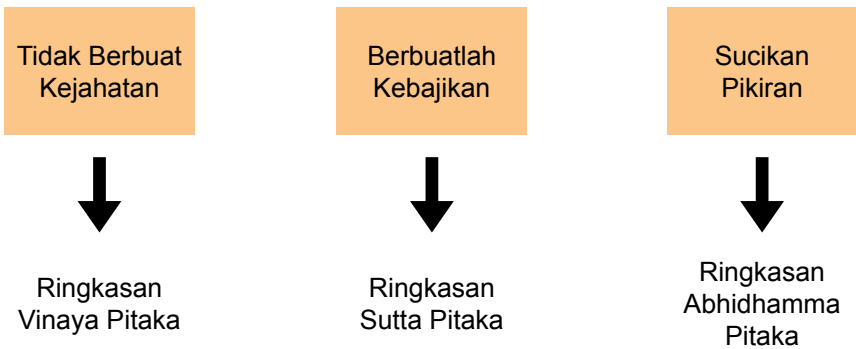 Tidak Berbuat
Kejahatan
Berbuatlah
Kebajikan
Sucikan
Pikiran
Ringkasan
Vinaya Pitaka
Ringkasan
Sutta Pitaka
Ringkasan
Abhidhamma
Pitaka